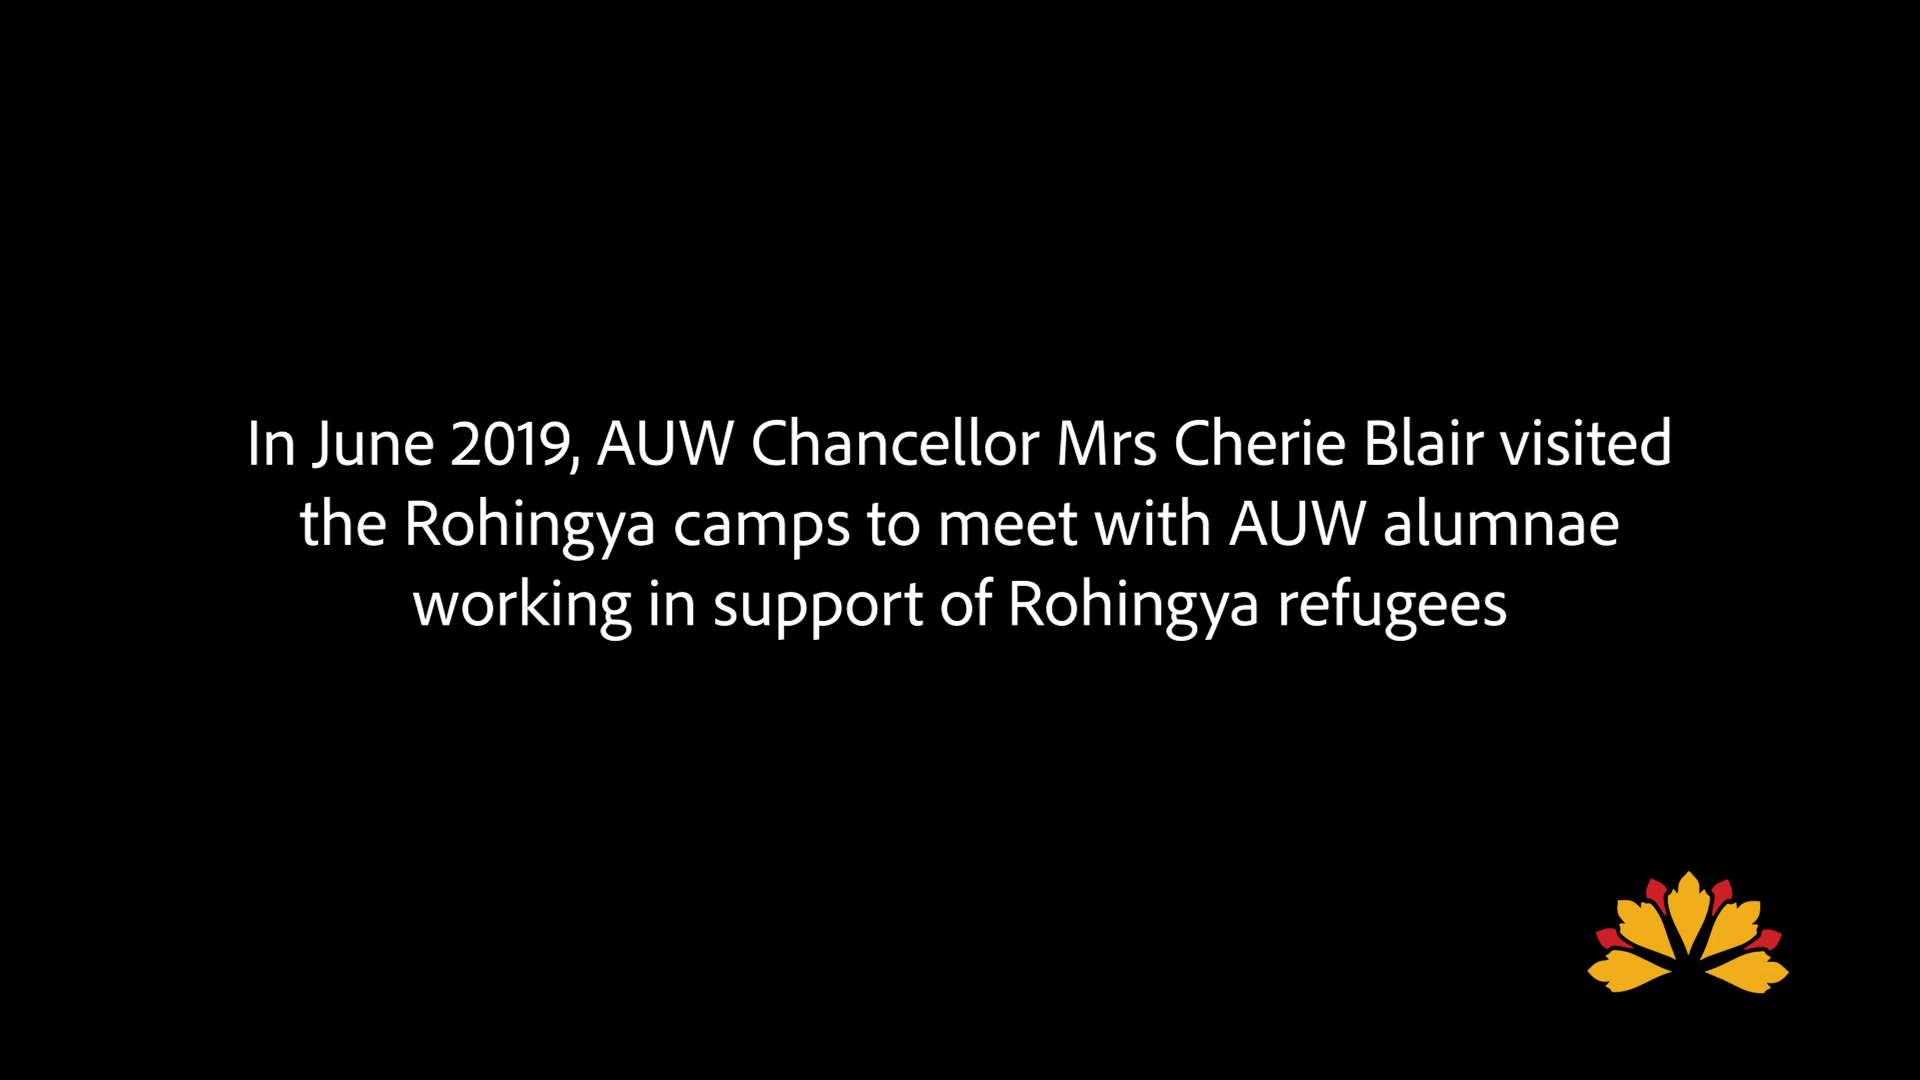 In June 2019, AUW Chancellor Mrs Cherie Blair visited
the Rohingya camps to meet with AUW alumnae
working in support of Rohingya refugees